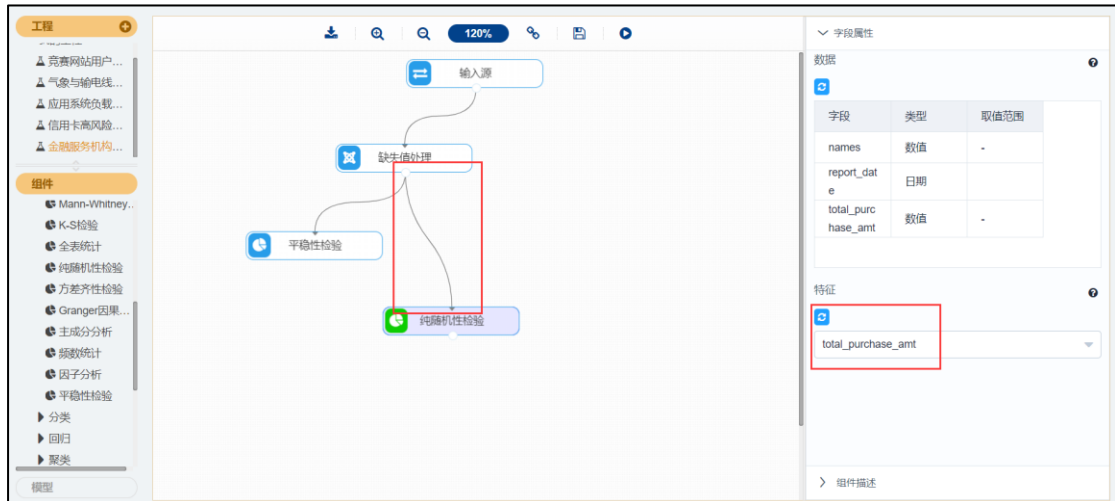 工程
竞赛网站用户...
气象与输电线...
应用系统负载...
信用卡高风险...
金融服务机构...
组件
Mann-Whitney...
K-S检验
全表统计
纯随机性检验
方差齐性检验
Granger因果...
主成分分析
频数统计
因子分析
平稳性检验
分类
回归
聚类
模型
120%
输入源
缺失值处理
平稳性检验
纯随机性检验
字段属性
数据
字段 类型 取值范围
names 数值 -
report_dat
e 日期
total_purc
hase_amt 数值 -
特征
total_purchase_amt
组件描述